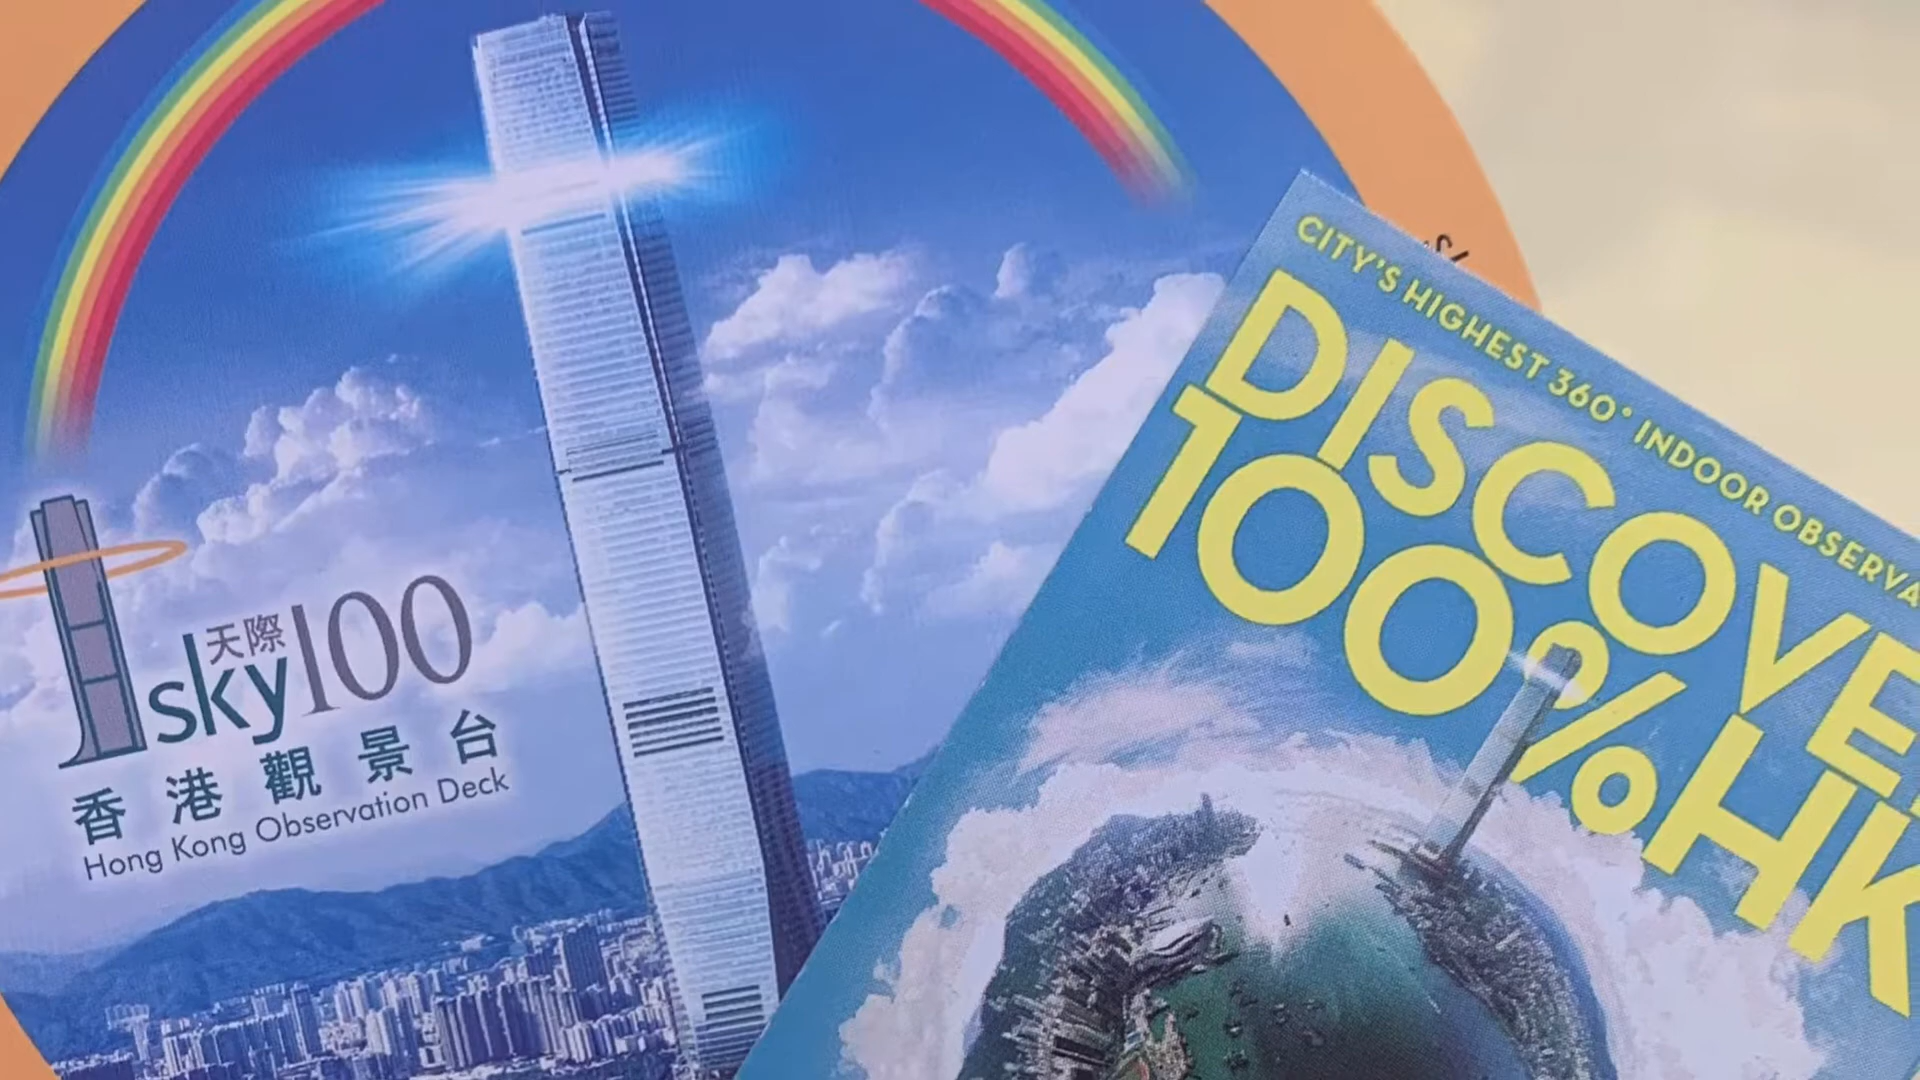 天際
sky100
香港觀景台
Hong Kong Observation Deck
CITY'S HIGHEST 360° INDOOR
DISCOVE
100%HK